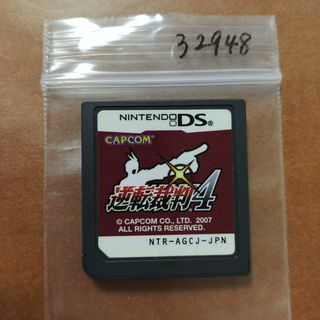 32948
NINTENDO DS
CAPCOM
逆転裁判4
© CAPCOM CO., LTD. 2007
ALL RIGHTS RESERVED.
NTR-AGCJ-JPN